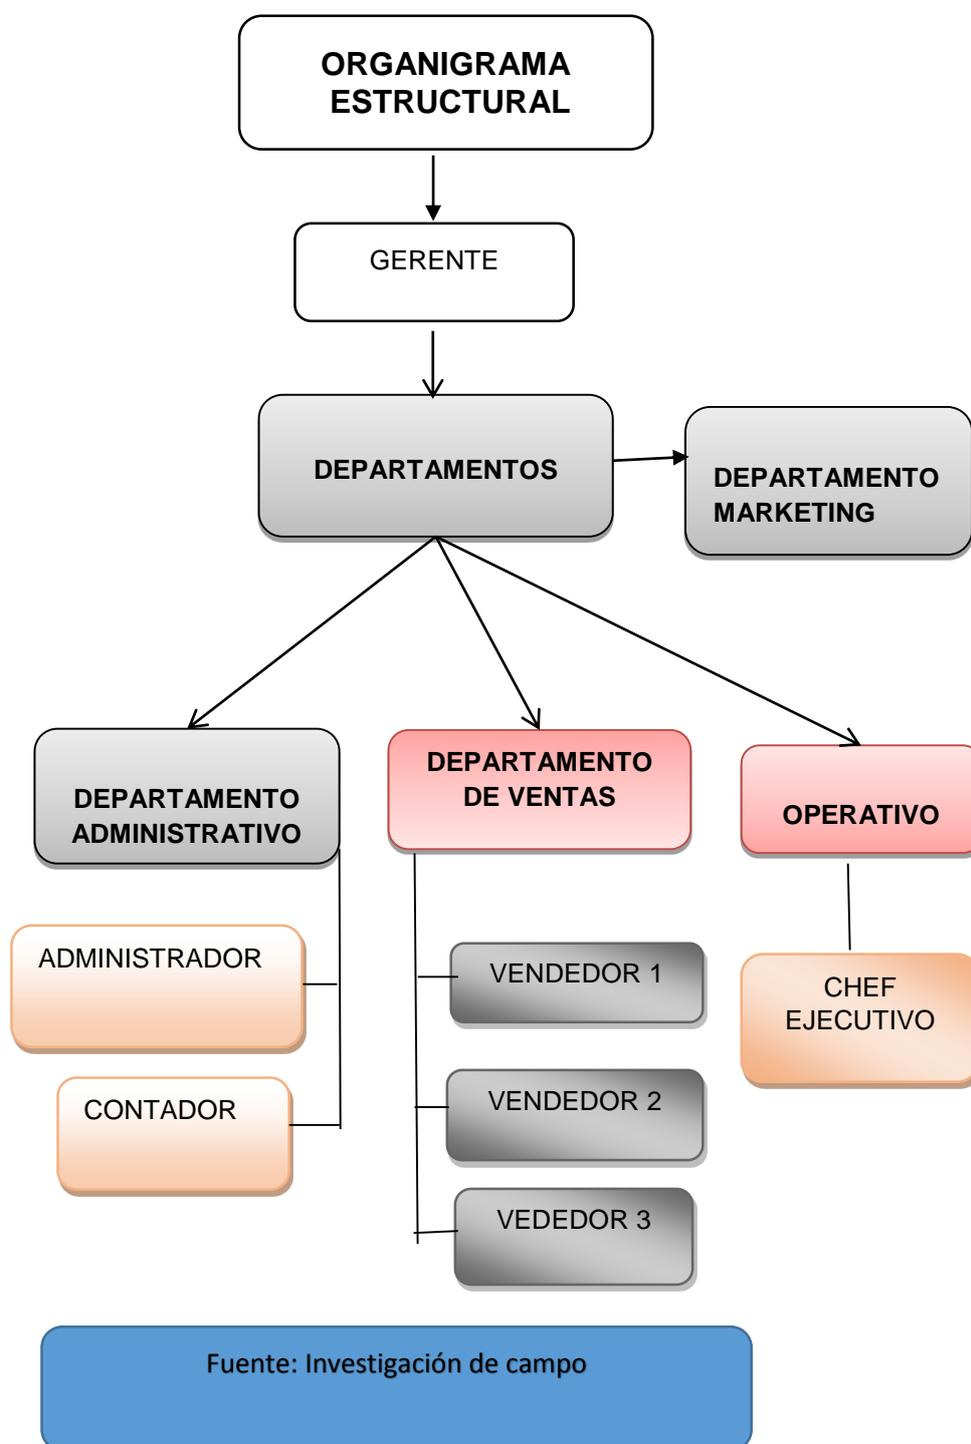 ORGANIGRAMA
ESTRUCTURAL
GERENTE
DEPARTAMENTOS
DEPARTAMENTO
MARKETING
DEPARTAMENTO
ADMINISTRATIVO
DEPARTAMENTO
DE VENTAS
OPERATIVO
ADMINISTRADOR
CONTADOR
VENDEDOR 1
VENDEDOR 2
VEDEDOR 3
CHEF
EJECUTIVO
Fuente: Investigación de campo